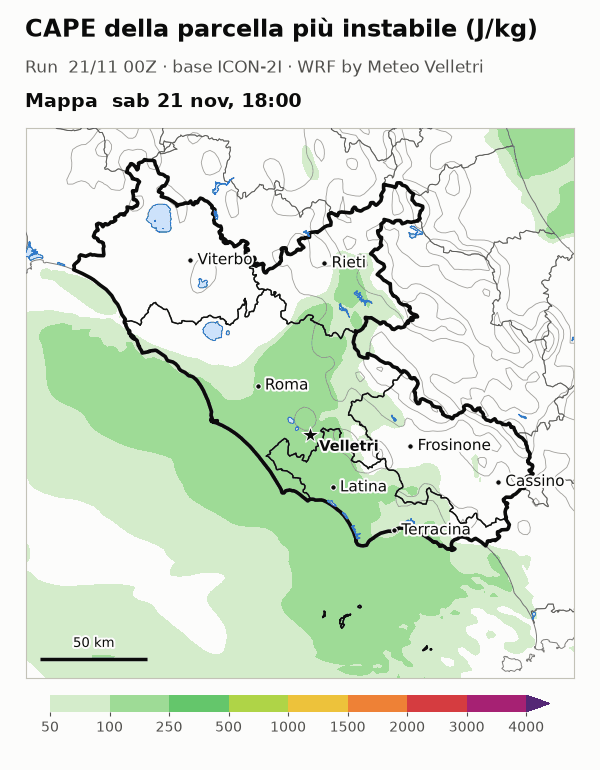 CAPE della parcella più instabile (J/kg)
Run  21/11 00Z · base ICON-2I · WRF by Meteo Velletri
Mappa  sab 21 nov, 18:00
Viterbo
Rieti
Roma
Velletri
Frosinone
Latina
Cassino
Terracina
50 km
50 100 250 500 1000 1500 2000 3000 4000